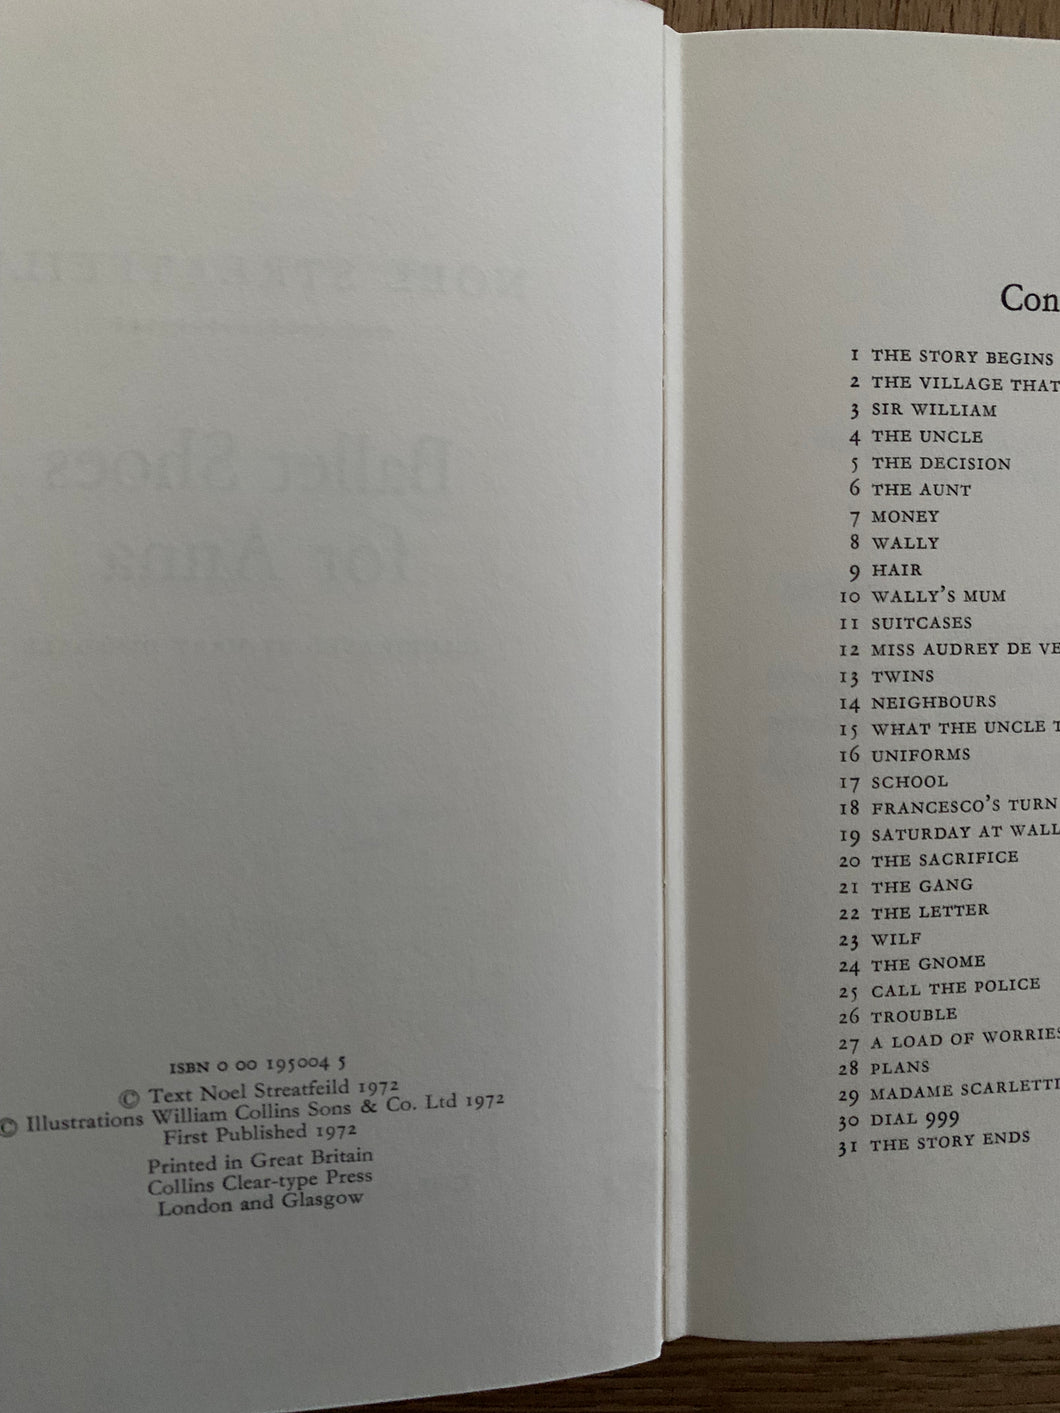 ISBN 0 00 195004 5
© Text Noel Streatfeild 1972
© Illustrations William Collins Sons & Co. Ltd 1972
First Published 1972
Printed in Great Britain
Collins Clear-type Press
London and Glasgow
Con
1 THE STORY BEGINS
2 THE VILLAGE THAT
3 SIR WILLIAM
4 THE UNCLE
5 THE DECISION
6 THE AUNT
7 MONEY
8 WALLY
9 HAIR
10 WALLY'S MUM
11 SUITCASES
12 MISS AUDREY DE VE
13 TWINS
14 NEIGHBOURS
15 WHAT THE UNCLE T
16 UNIFORMS
17 SCHOOL
18 FRANCESCO'S TURN
19 SATURDAY AT WALL
20 THE SACRIFICE
21 THE GANG
22 THE LETTER
23 WILF
24 THE GNOME
25 CALL THE POLICE
26 TROUBLE
27 A LOAD OF WORRIES
28 PLANS
29 MADAME SCARLETTI
30 DIAL 999
31 THE STORY ENDS